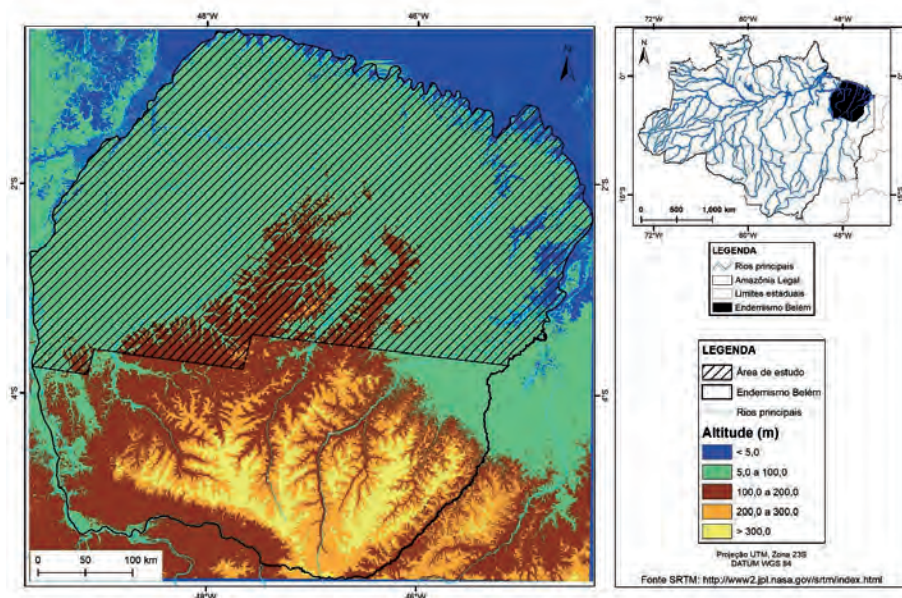 48°W 46°W
N
2°S 2°S
4°S 4°S
0 50 100 km
48°W 46°W
72°W 60°W 48°W
N
0° 0°
0 500 1,000 km
72°W 60°W 48°W
LEGENDA
Rios principais
Amazônia Legal
Limites estaduais
Endemismo Belém
LEGENDA
Área de estudo
Endemismo Belém
Rios principais
Altitude (m)
< 5,0
5,0 a 100,0
100,0 a 200,0
200,0 a 300,0
> 300,0
Projeção UTM, Zona 23S
DATUM WGS 84
Fonte SRTM: http://www2.jpl.nasa.gov/srtm/index.html